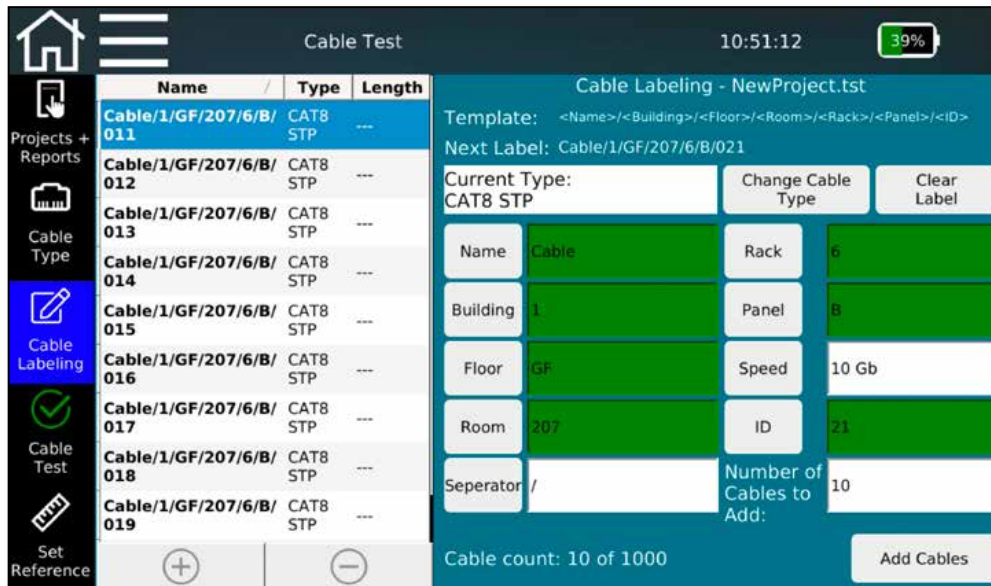 Cable Test
10:51:12
39%
Projects +
Reports
Cable
Type
Cable
Labeling
Cable
Test
Set
Reference
Name / Type Length
Cable/1/GF/207/6/B/ CAT8
011 STP ---
Cable/1/GF/207/6/B/ CAT8
012 STP ---
Cable/1/GF/207/6/B/ CAT8
013 STP ---
Cable/1/GF/207/6/B/ CAT8
014 STP ---
Cable/1/GF/207/6/B/ CAT8
015 STP ---
Cable/1/GF/207/6/B/ CAT8
016 STP ---
Cable/1/GF/207/6/B/ CAT8
017 STP ---
Cable/1/GF/207/6/B/ CAT8
018 STP ---
Cable/1/GF/207/6/B/ CAT8
019 STP ---
Cable Labeling - NewProject.tst
Template: <Name>/<Building>/<Floor>/<Room>/<Rack>/<Panel>/<ID>
Next Label: Cable/1/GF/207/6/B/021
Current Type:
CAT8 STP
Change Cable
Type
Clear
Label
Name Cable Rack 6
Building 1 Panel B
Floor GF Speed 10 Gb
Room 207 ID 21
Seperator / Number of
Cables to
Add: 10
Cable count: 10 of 1000 Add Cables